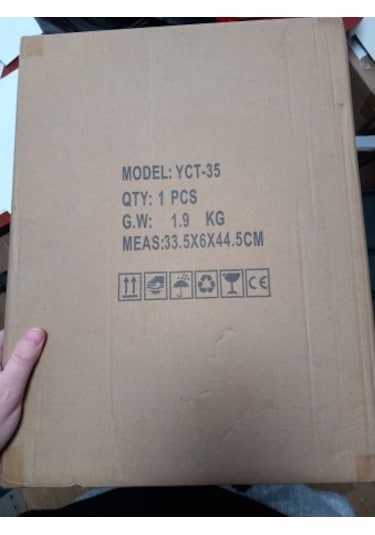 MODEL: YCT-35
QTY: 1 PCS
G.W: 1.9 KG
MEAS:33.5X6X44.5CM
CE